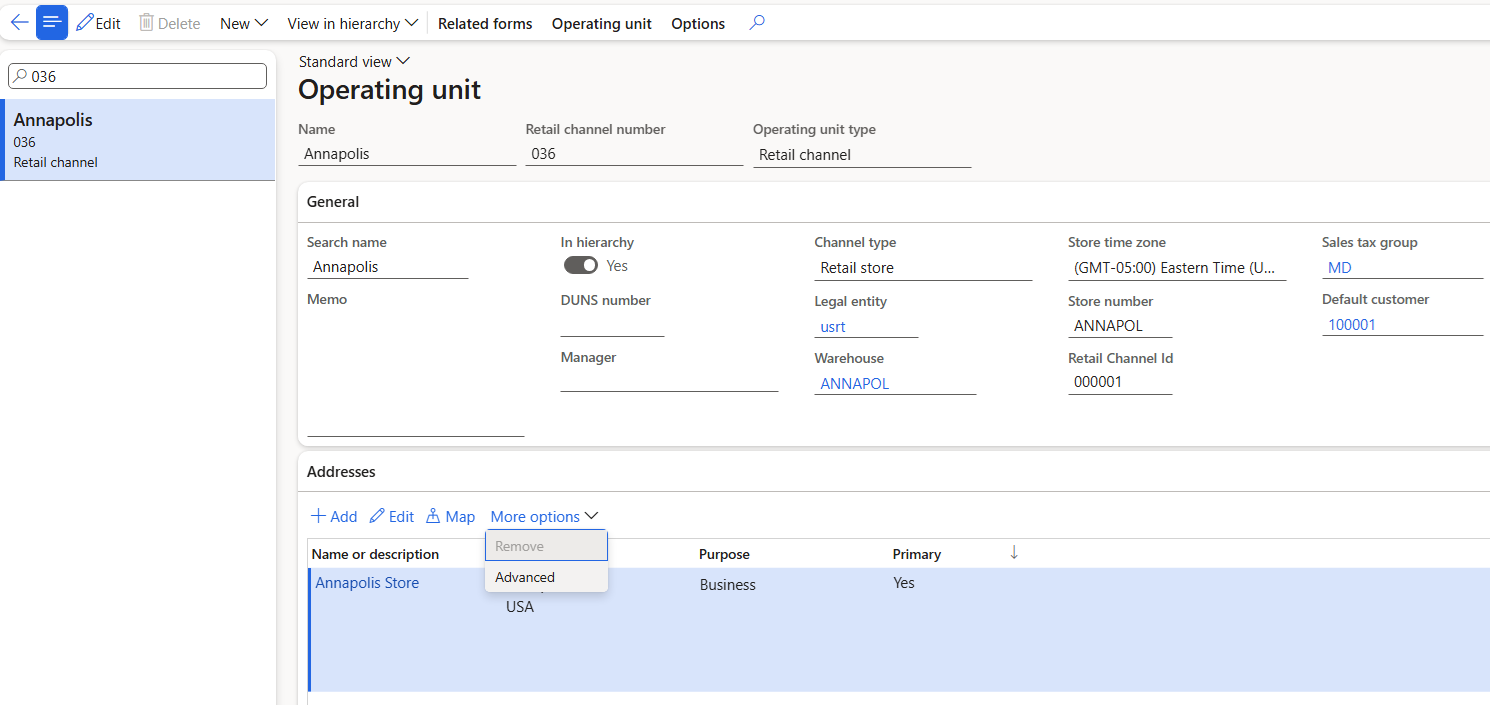 Edit Delete New View in hierarchy Related forms Operating unit Options
036
Annapolis
036
Retail channel
Standard view
Operating unit
Name Retail channel number Operating unit type
Annapolis 036 Retail channel
General
Search name In hierarchy Channel type Store time zone Sales tax group
Annapolis Yes Retail store (GMT-05:00) Eastern Time (U... MD
Memo DUNS number Legal entity Store number Default customer
usrt ANNAPOL 100001
Manager Warehouse Retail Channel Id
ANNAPOL 000001
Addresses
Add Edit Map More options
Remove
Advanced
Name or description Purpose Primary
Annapolis Store Business Yes
USA